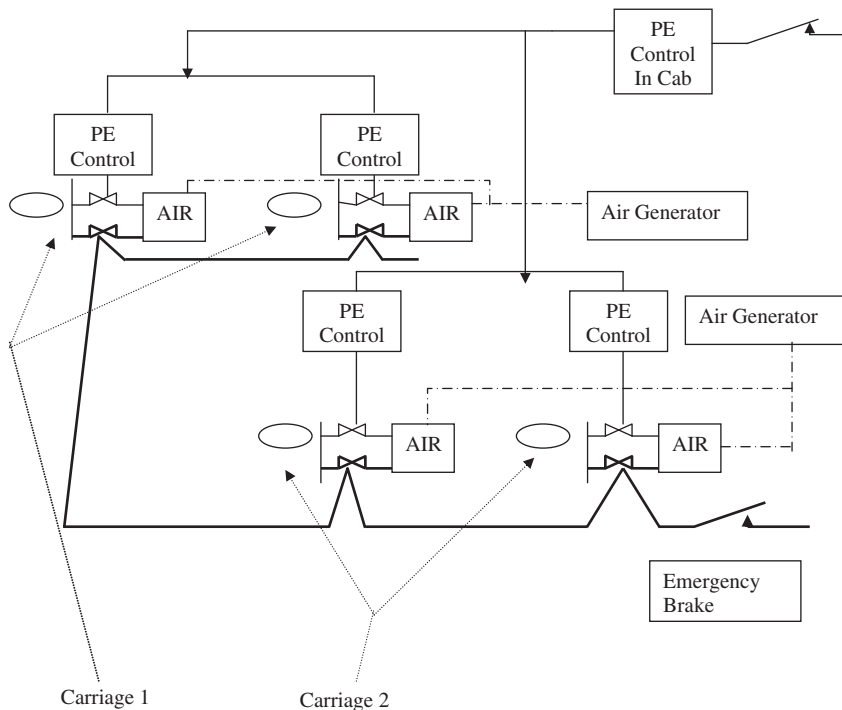 PE
Control
In Cab
PE
Control
PE
Control
AIR
AIR
Air Generator
PE
Control
PE
Control
Air Generator
AIR
AIR
Emergency
Brake
Carriage 1
Carriage 2